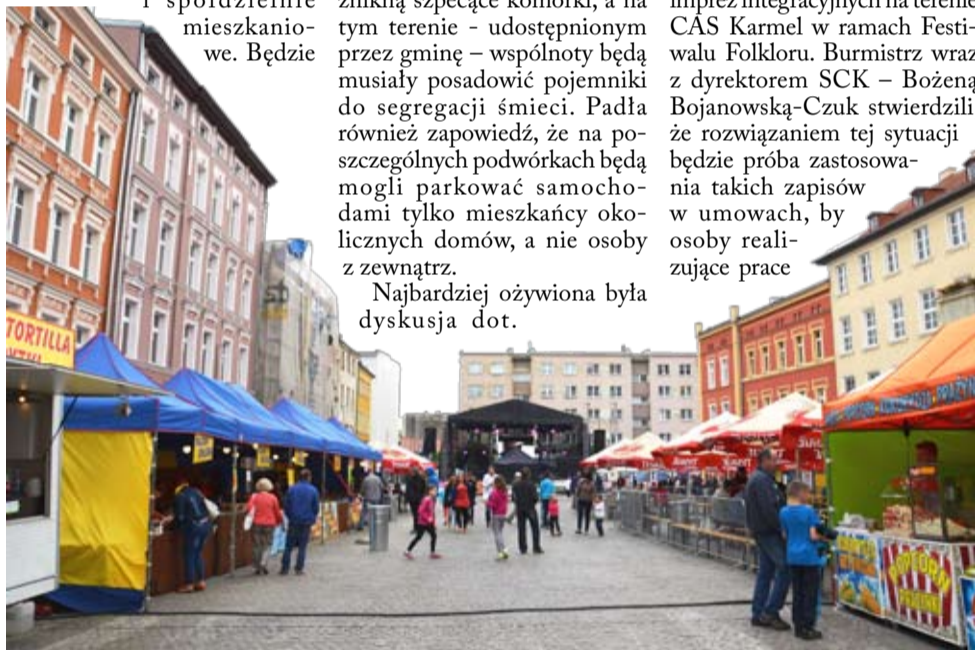 i spółdzielnie
mieszkanio-
we. Będzie
znikną szpecące komórki, a na
tym terenie - udostępnionym
przez gminę – wspólnoty będą
musiały posadowić pojemniki
do segregacji śmieci. Padła
również zapowiedź, że na po-
szczególnych podwórkach będą
mogli parkować samocho-
dami tylko mieszkańcy oko-
licznych domów, a nie osoby
z zewnątrz.
Najbardziej ożywiona była
dyskusja dot.
imprez integracyjnych na terenie
CAS Karmel w ramach Festi-
walu Folkloru. Burmistrz wraz
z dyrektorem SCK – Bożeną
Bojanowską-Czuk stwierdzili
że rozwiązaniem tej sytuacji
będzie próba zastosowa-
nia takich zapisów
w umowach, by
osoby reali-
zujące prace
TORTILLA
POPCORN